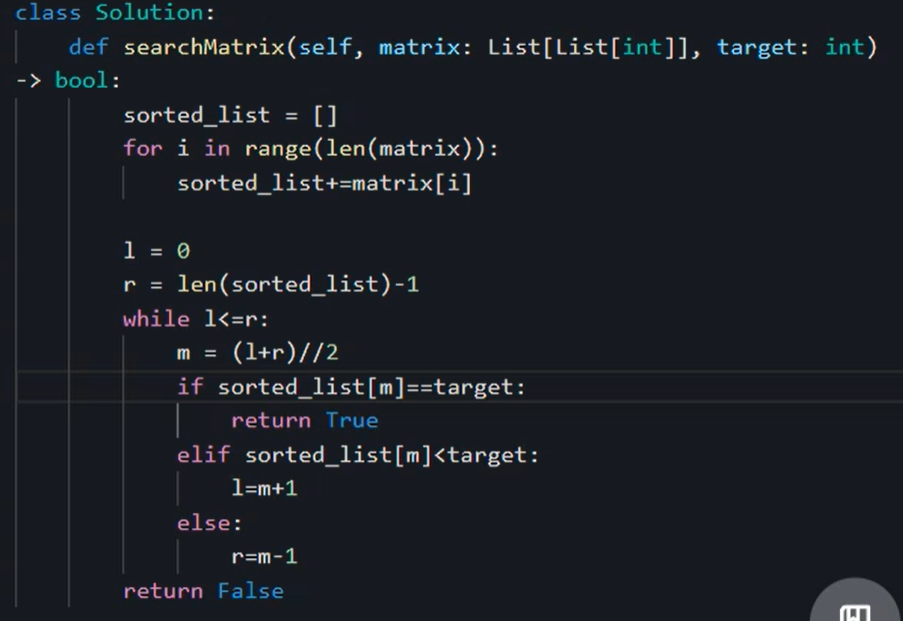 class Solution:
    def searchMatrix(self, matrix: List[List[int]], target: int)
-> bool:
        sorted_list = []
        for i in range(len(matrix)):
            sorted_list+=matrix[i]

        l = 0
        r = len(sorted_list)-1
        while l<=r:
            m = (l+r)//2
            if sorted_list[m]==target:
                return True
            elif sorted_list[m]<target:
                l=m+1
            else:
                r=m-1
        return False